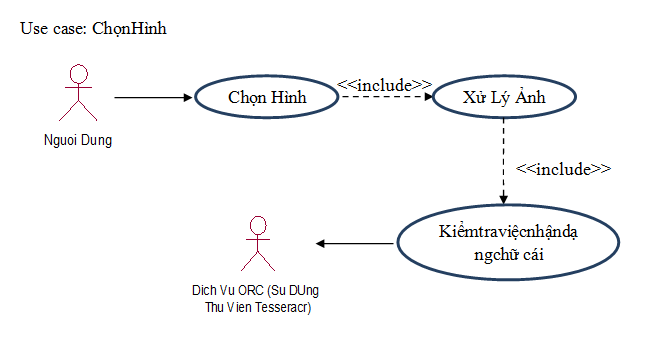 Use case: ChọnHình
<<include>>
Chọn Hình
Xử Lý Ảnh
Nguoi Dung
<<include>>
Kiểmtraviệcnhậndạ
ngchữ cái
Dich Vu ORC (Su DUng
Thu Vien Tesseracr)